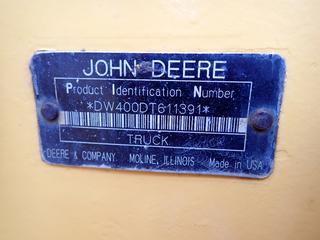 JOHN DEERE
Product Identification Number
*DW400DT611391*
TRUCK
DEERE & COMPANY MOLINE, ILLINOIS Made in USA